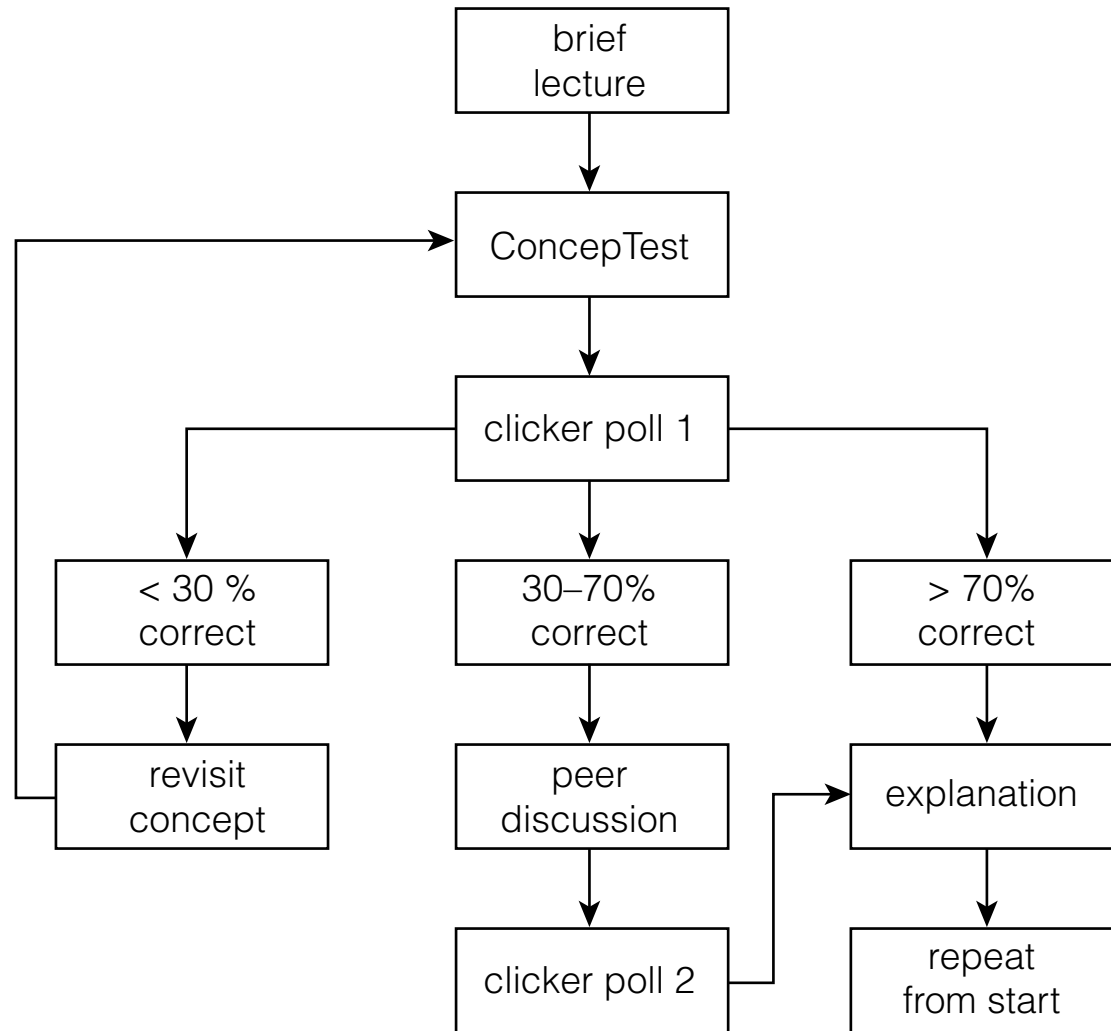 brief
lecture
ConcepTest
clicker poll 1
< 30 %
correct
30–70%
correct
> 70%
correct
revisit
concept
peer
discussion
explanation
clicker poll 2
repeat
from start